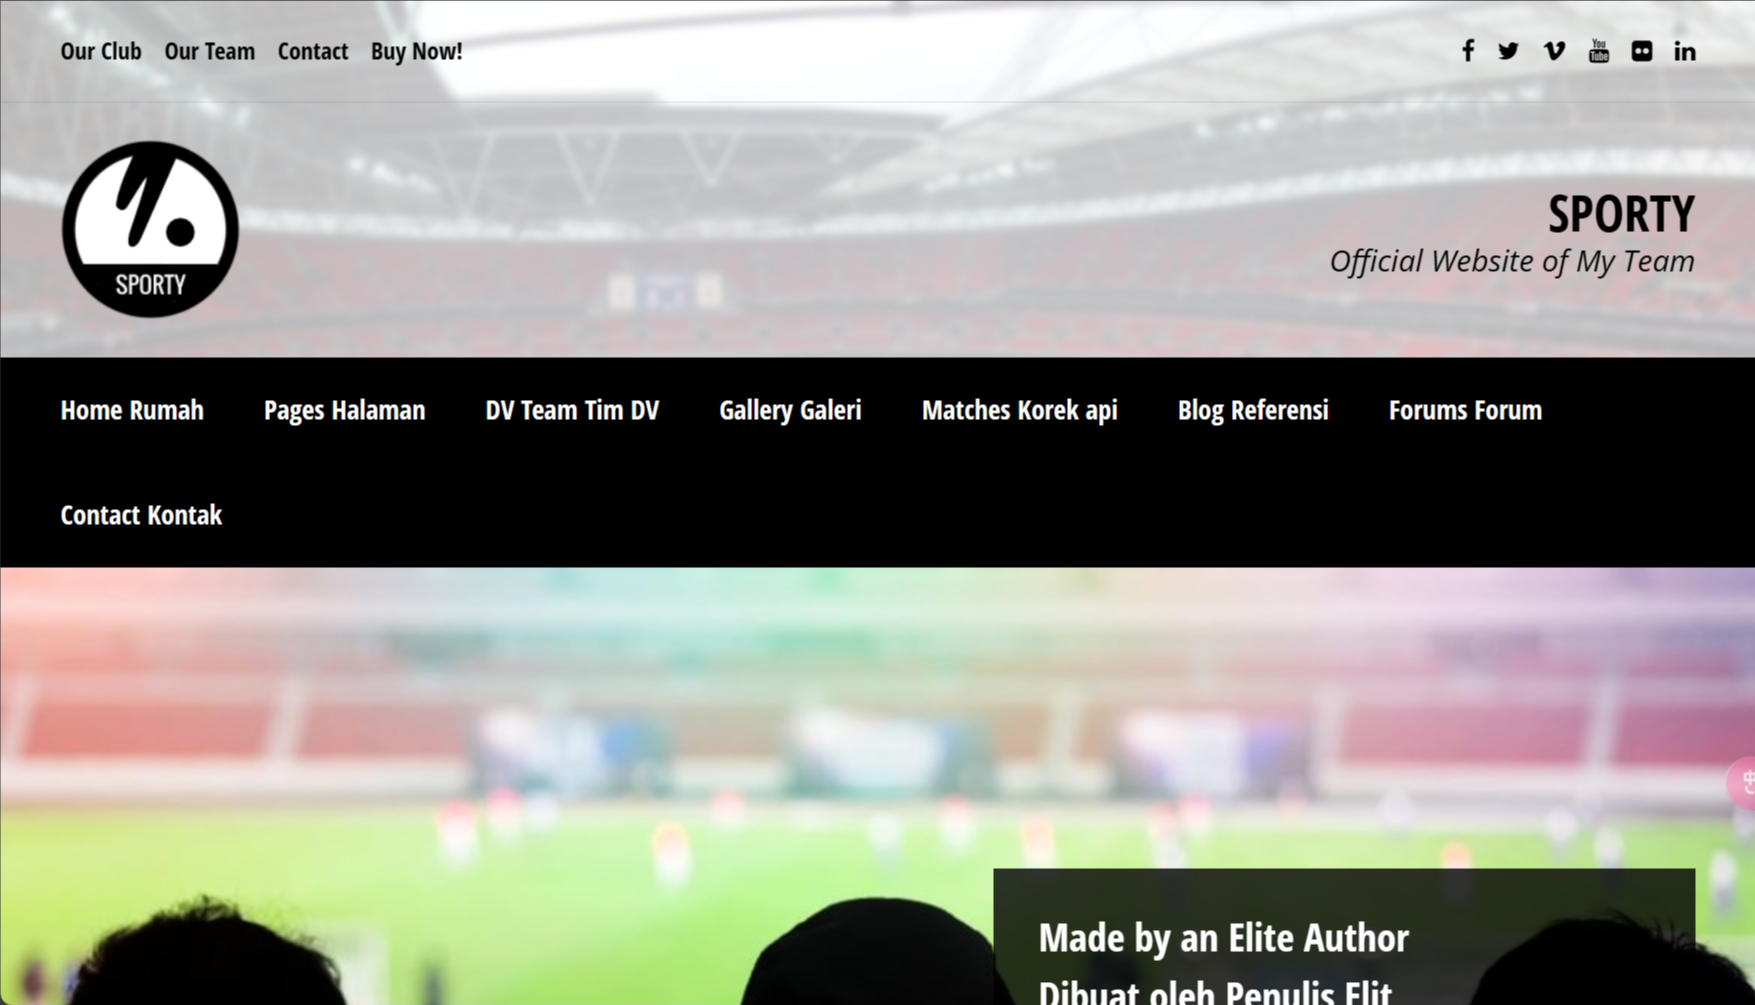 Our Club Our Team Contact Buy Now!
You
Tube
SPORTY
SPORTY
Official Website of My Team
Home Rumah Pages Halaman DV Team Tim DV Gallery Galeri Matches Korek api Blog Referensi Forums Forum
Contact Kontak
Made by an Elite Author
Dibuat oleh Penulis Elit